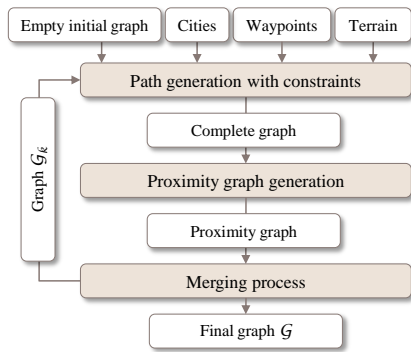 Empty initial graph
Cities
Waypoints
Terrain
Path generation with constraints
Complete graph
Graph 𝒢ₖ
Proximity graph generation
Proximity graph
Merging process
Final graph 𝒢